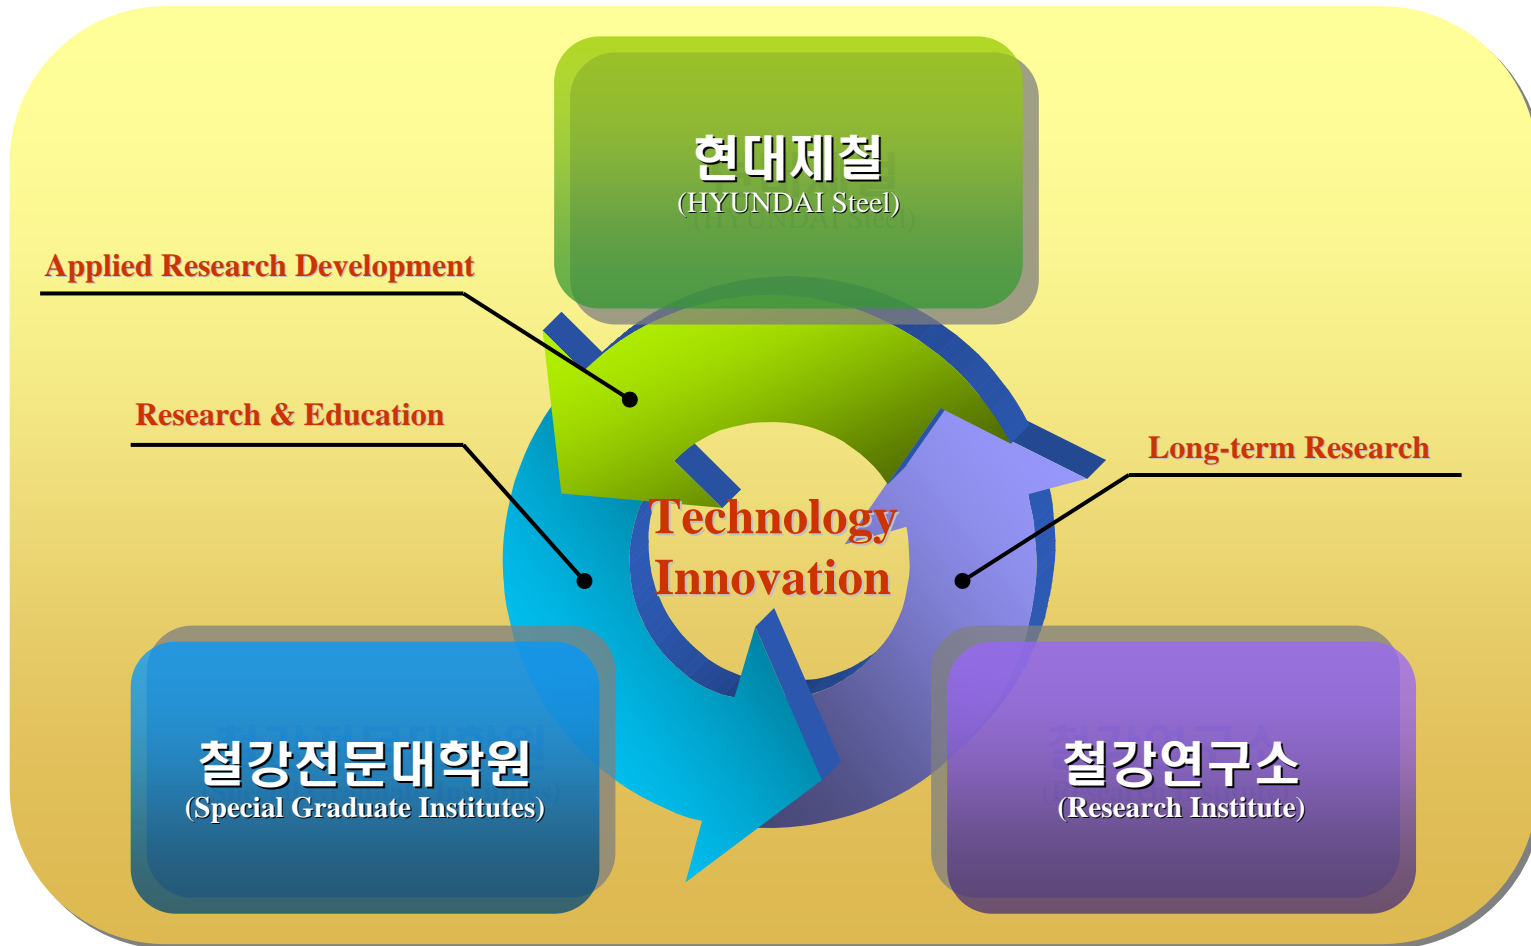 현대제철
(HYUNDAI Steel)
Applied Research Development
Research & Education
Long-term Research
Technology
Innovation
철강전문대학원
(Special Graduate Institutes)
철강연구소
(Research Institute)